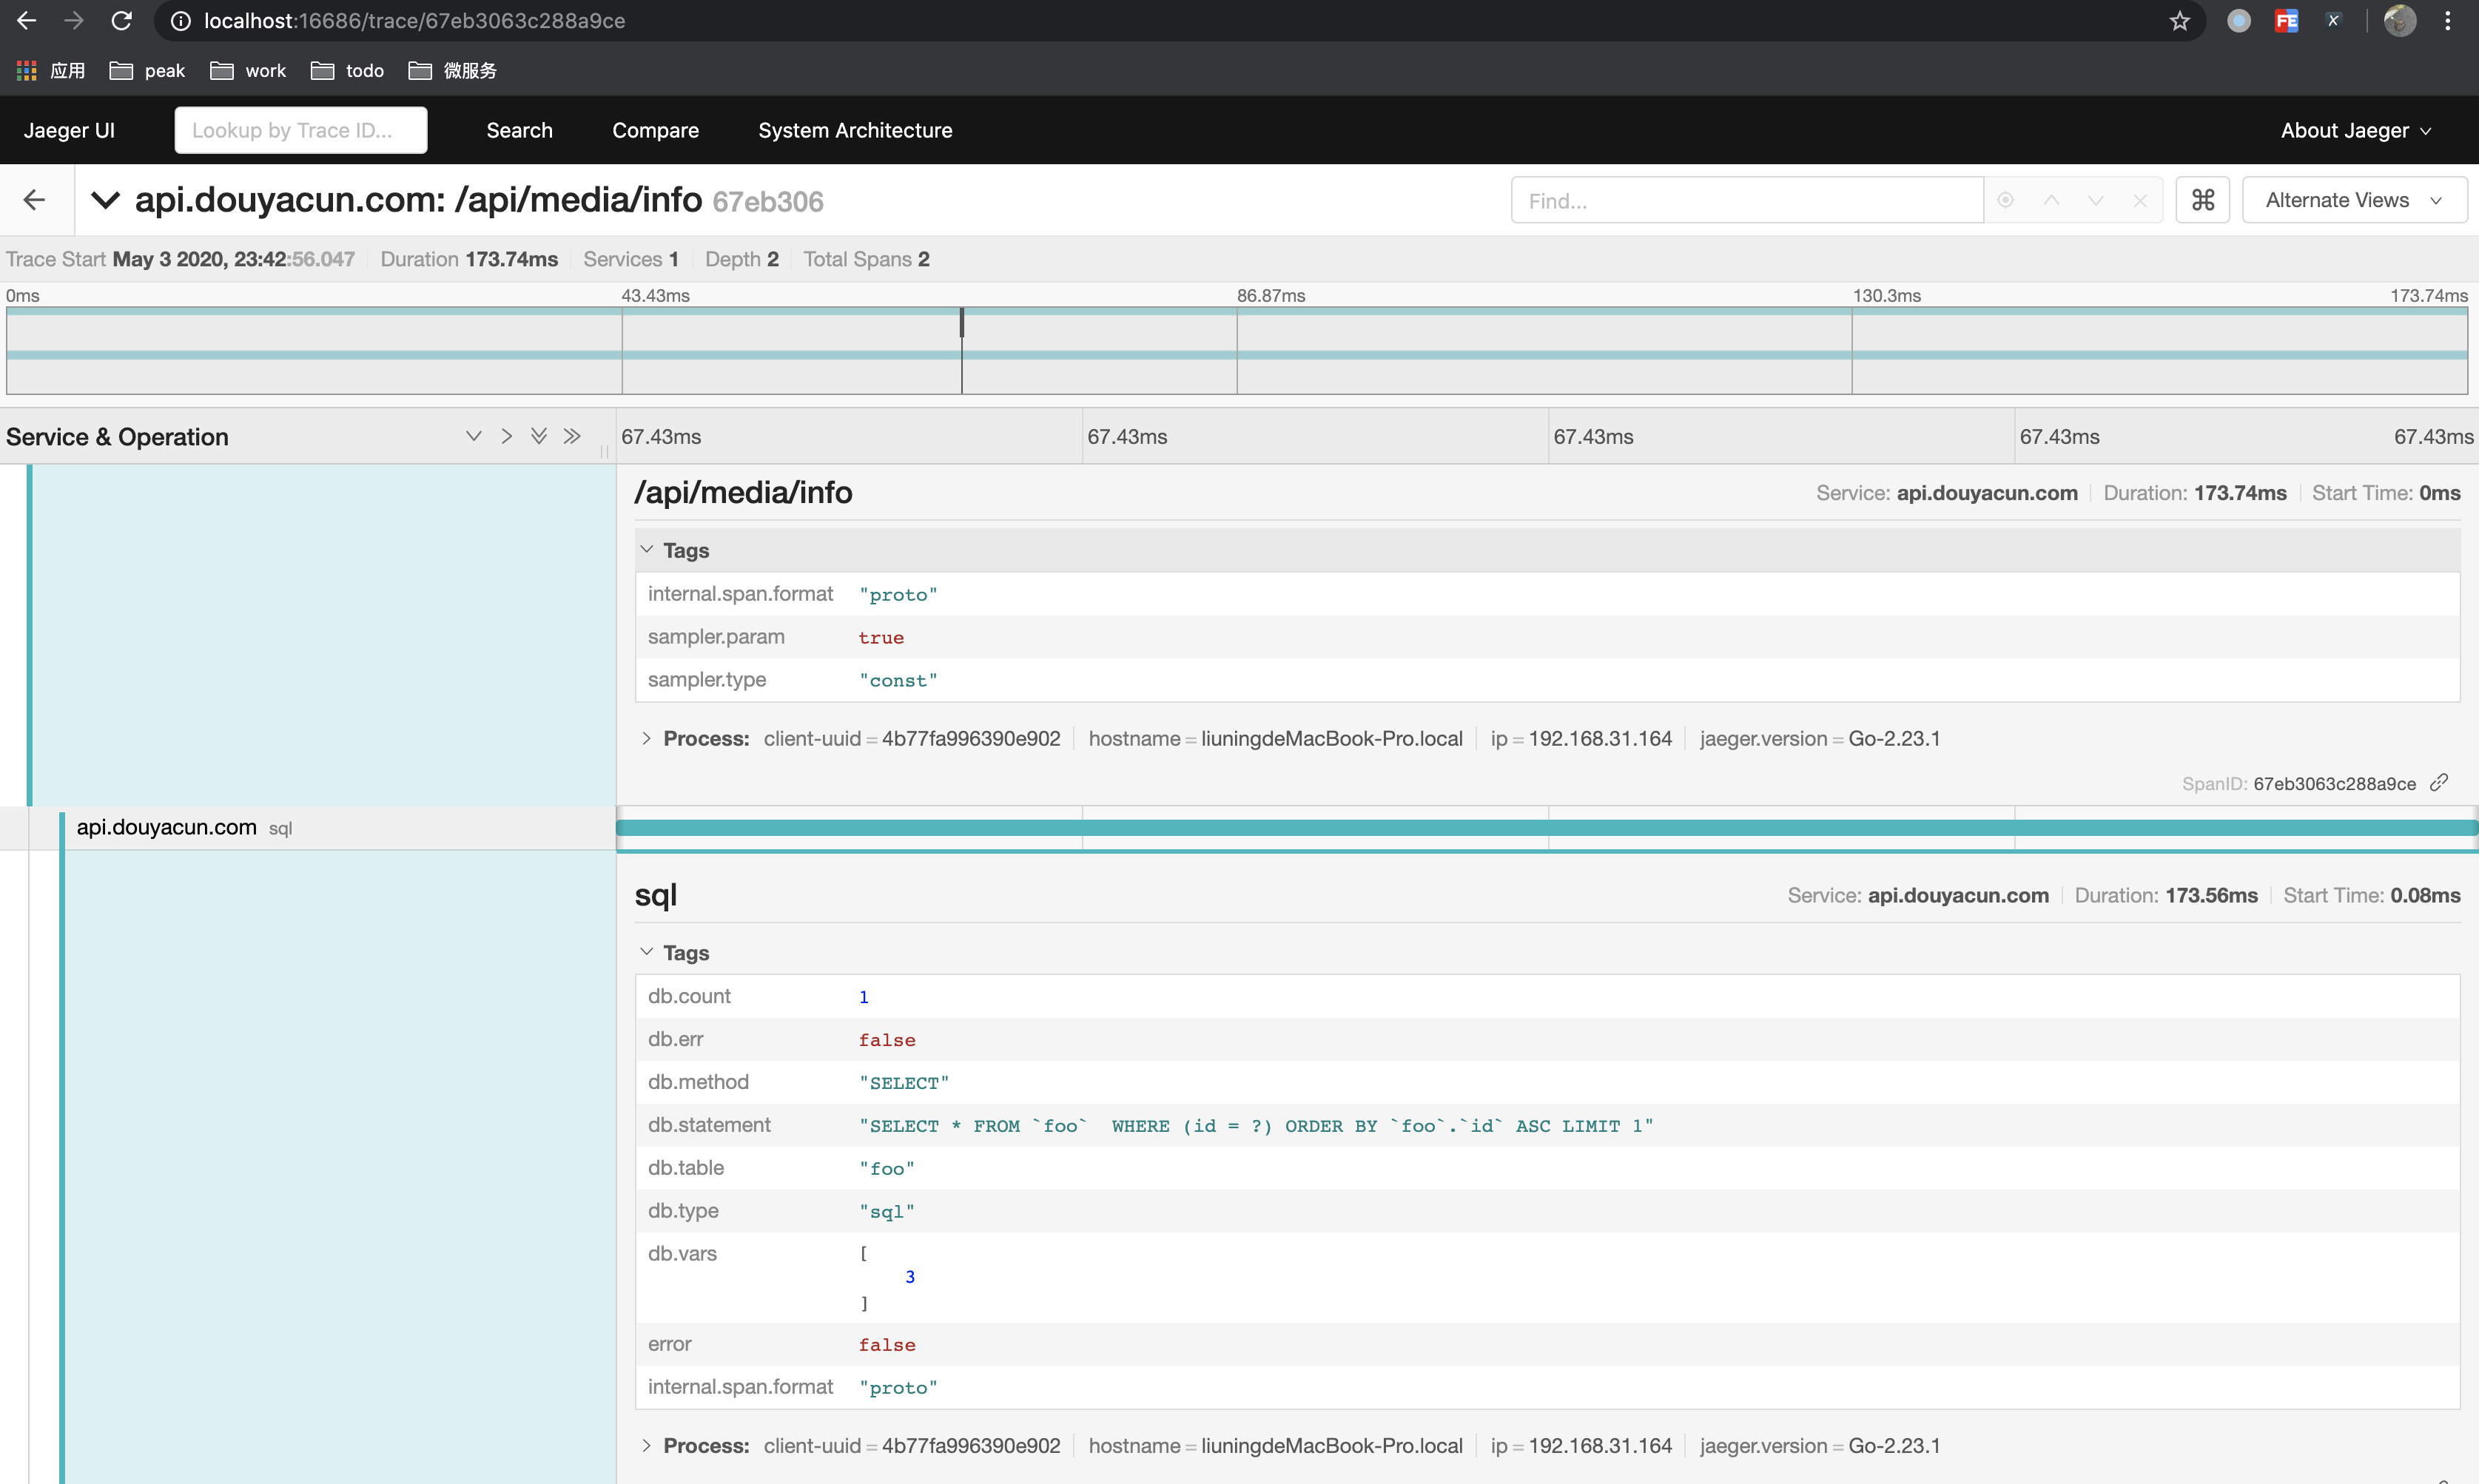 localhost:16686/trace/67eb3063c288a9ce
应用 peak work todo 微服务
Jaeger UI Lookup by Trace ID... Search Compare System Architecture About Jaeger
api.douyacun.com: /api/media/info 67eb306 Find... ⌘ Alternate Views
Trace Start May 3 2020, 23:42:56.047 Duration 173.74ms Services 1 Depth 2 Total Spans 2
0ms 43.43ms 86.87ms 130.3ms 173.74ms
Service & Operation 67.43ms 67.43ms 67.43ms 67.43ms 67.43ms
/api/media/info Service: api.douyacun.com Duration: 173.74ms Start Time: 0ms
Tags
internal.span.format "proto"
sampler.param true
sampler.type "const"
Process: client-uuid = 4b77fa996390e902 hostname = liuningdeMacBook-Pro.local ip = 192.168.31.164 jaeger.version = Go-2.23.1
SpanID: 67eb3063c288a9ce
api.douyacun.com sql
sql Service: api.douyacun.com Duration: 173.56ms Start Time: 0.08ms
Tags
db.count 1
db.err false
db.method "SELECT"
db.statement "SELECT * FROM `foo`  WHERE (id = ?) ORDER BY `foo`.`id` ASC LIMIT 1"
db.table "foo"
db.type "sql"
db.vars [
3
]
error false
internal.span.format "proto"
Process: client-uuid = 4b77fa996390e902 hostname = liuningdeMacBook-Pro.local ip = 192.168.31.164 jaeger.version = Go-2.23.1